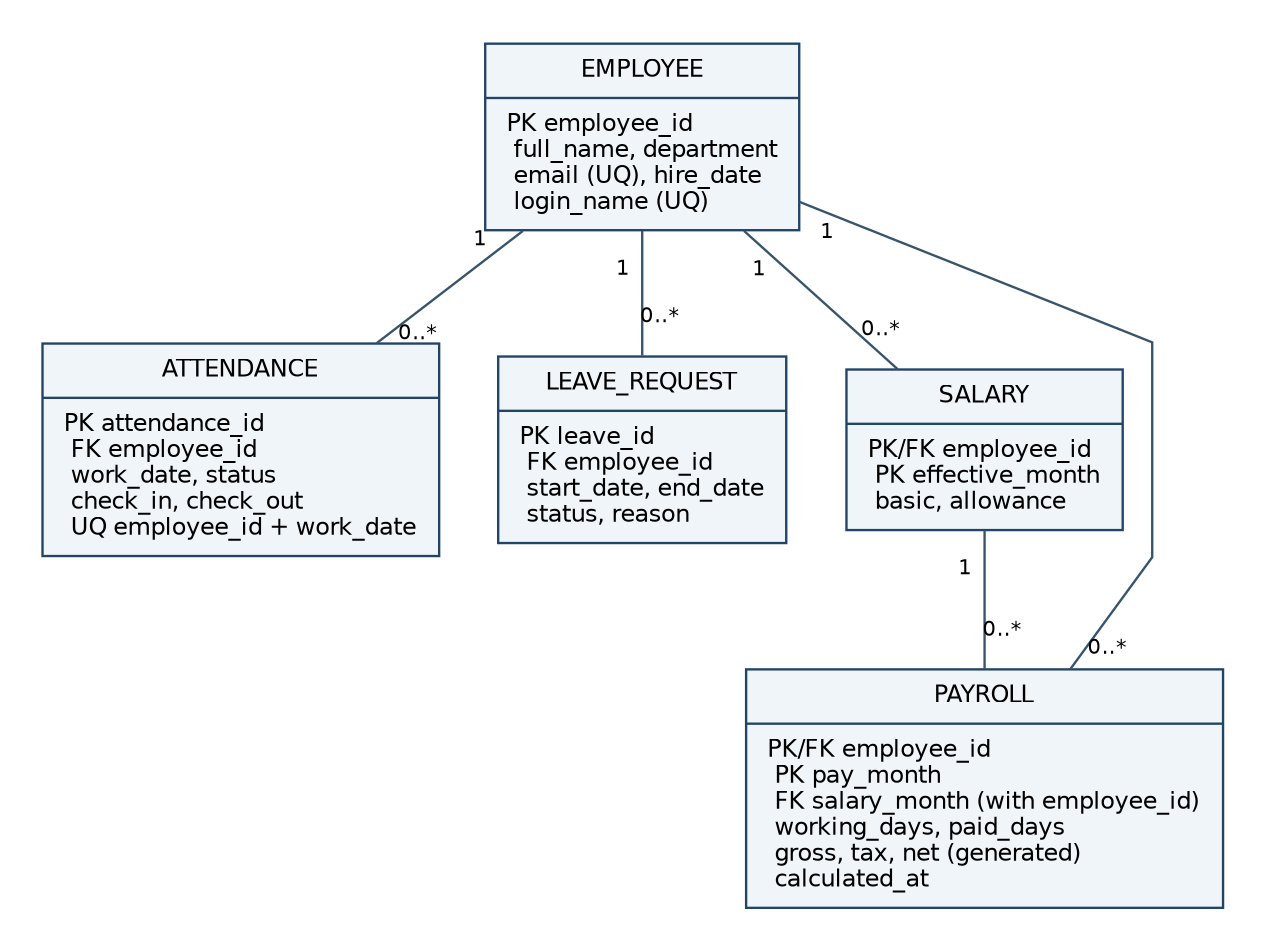 EMPLOYEE
PK employee_id
full_name, department
email (UQ), hire_date
login_name (UQ)
1
1
1
1
0..*
0..*
0..*
ATTENDANCE
PK attendance_id
FK employee_id
work_date, status
check_in, check_out
UQ employee_id + work_date
LEAVE_REQUEST
PK leave_id
FK employee_id
start_date, end_date
status, reason
SALARY
PK/FK employee_id
PK effective_month
basic, allowance
1
0..*
0..*
PAYROLL
PK/FK employee_id
PK pay_month
FK salary_month (with employee_id)
working_days, paid_days
gross, tax, net (generated)
calculated_at